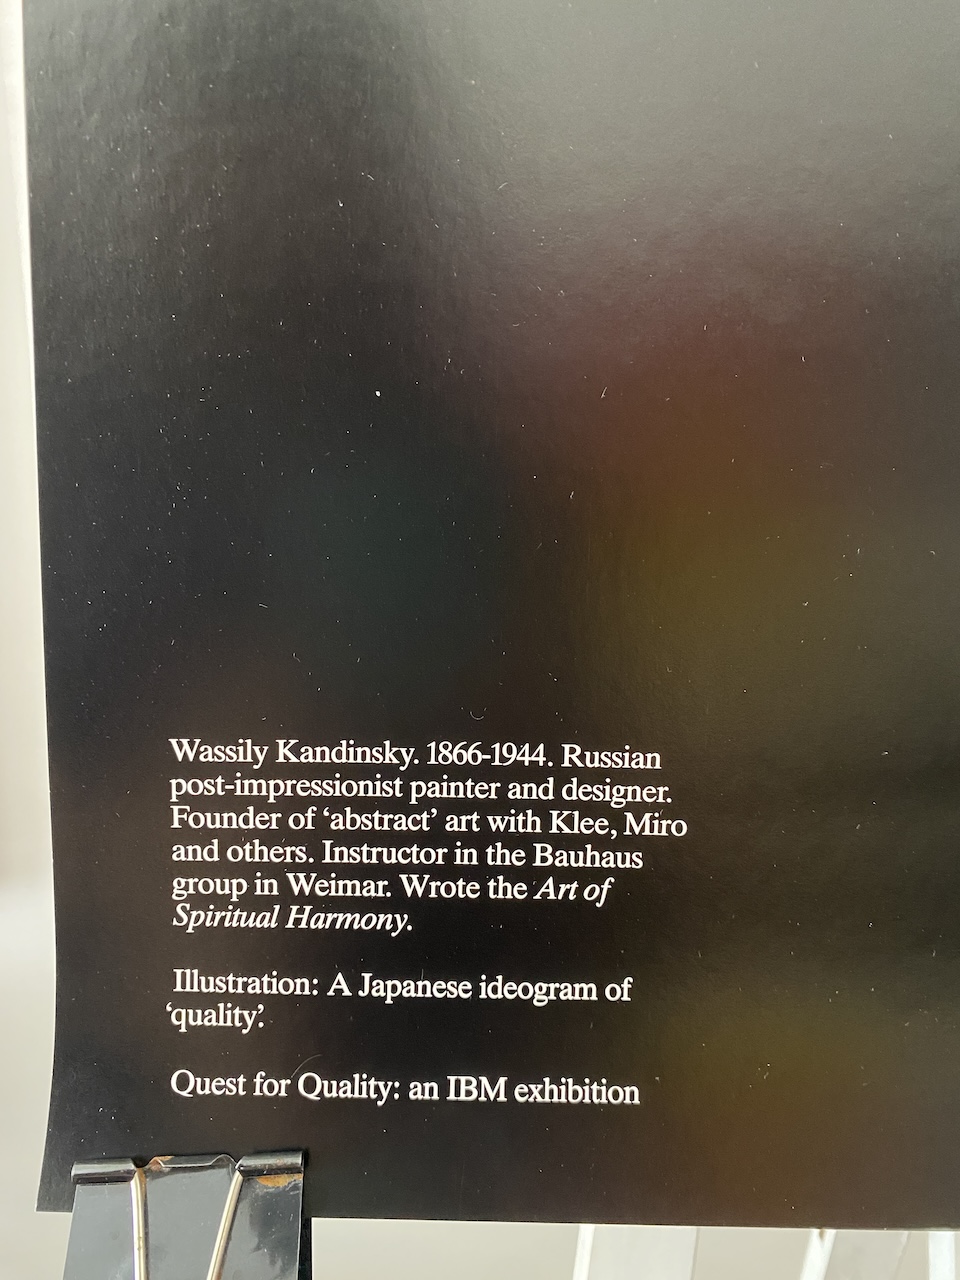 Wassily Kandinsky. 1866-1944. Russian
post-impressionist painter and designer.
Founder of ‘abstract’ art with Klee, Miro
and others. Instructor in the Bauhaus
group in Weimar. Wrote the Art of
Spiritual Harmony.
Illustration: A Japanese ideogram of
‘quality’.
Quest for Quality: an IBM exhibition